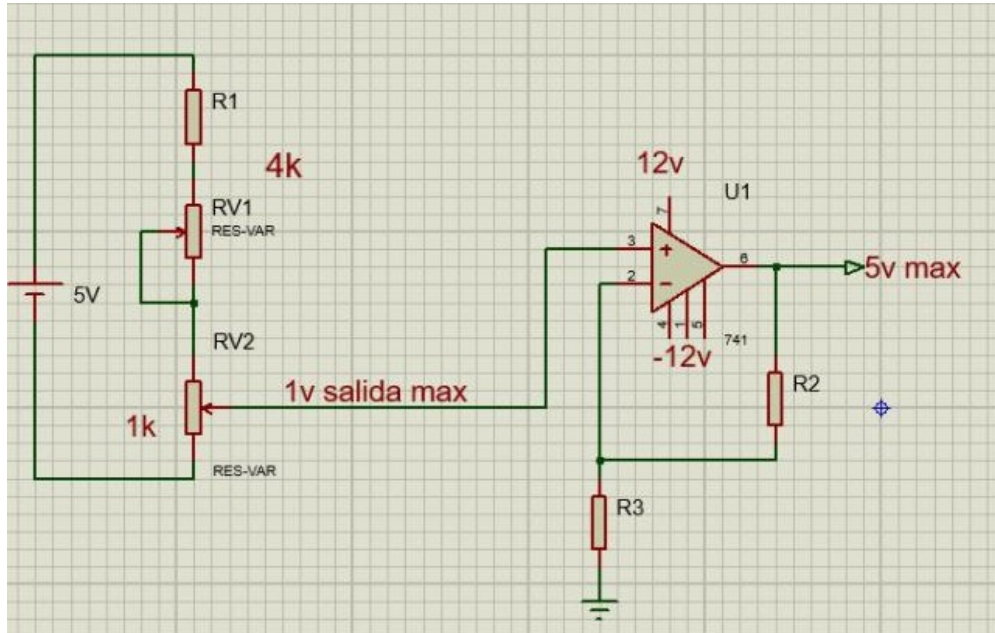 R1
4k
RV1
RES-VAR
5V
RV2
1k
RES-VAR
1v salida max
12v
U1
7
3
+
2
-
6
5v max
4
1
5
741
-12v
R2
R3